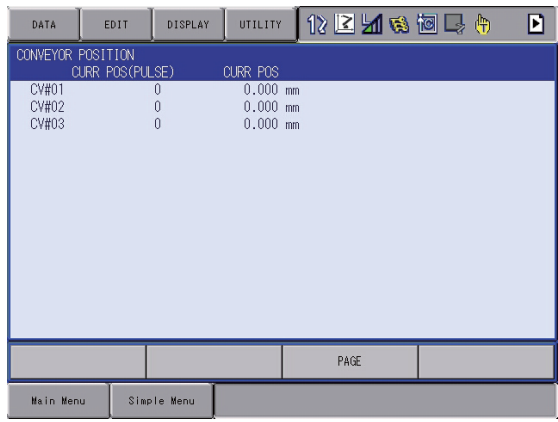 DATA EDIT DISPLAY UTILITY
CONVEYOR POSITION
CURR POS(PULSE) CURR POS
CV#01 0 0.000 mm
CV#02 0 0.000 mm
CV#03 0 0.000 mm
PAGE
Main Menu Simple Menu